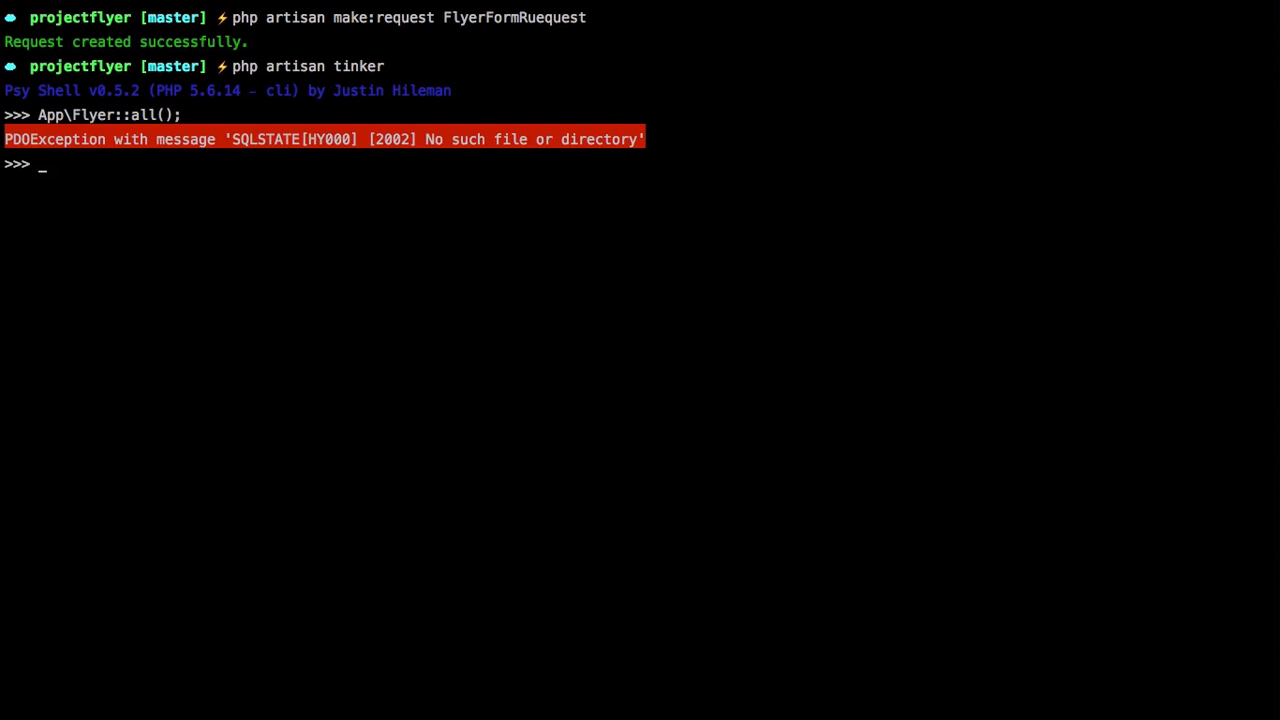 projectflyer [master] ⚡php artisan make:request FlyerFormRuequest
Request created successfully.
projectflyer [master] ⚡php artisan tinker
Psy Shell v0.5.2 (PHP 5.6.14 — cli) by Justin Hileman
>>> App\Flyer::all();
PDOException with message 'SQLSTATE[HY000] [2002] No such file or directory'
>>> _